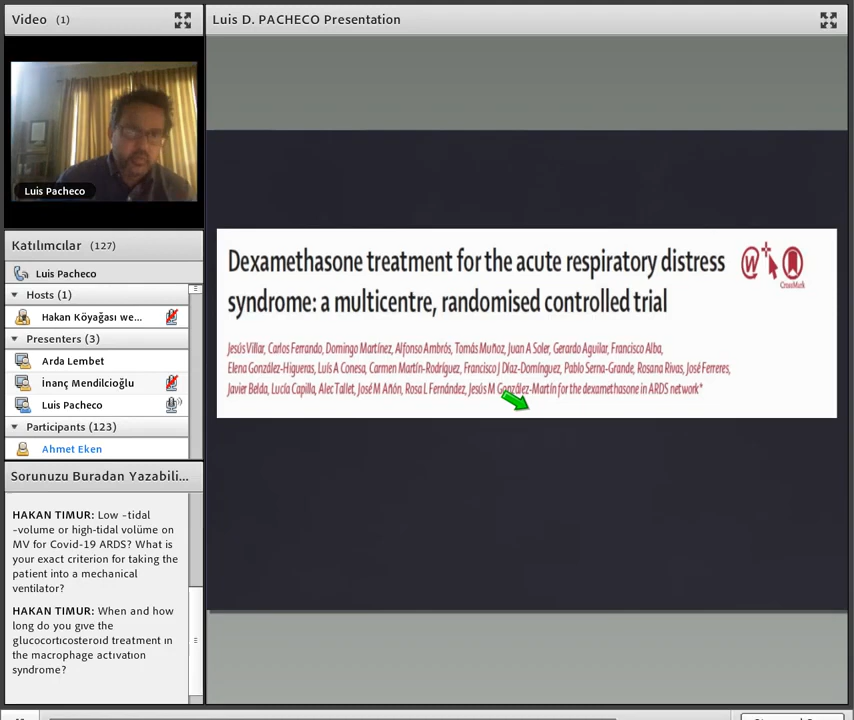 Video (1)
Luis Pacheco
Katılımcılar (127)
Luis Pacheco
Hosts (1)
Hakan Köyağası we...
Presenters (3)
Arda Lembet
İnanç Mendilcioğlu
Luis Pacheco
Participants (123)
Ahmet Eken
Sorunuzu Buradan Yazabili...
HAKAN TIMUR: Low -tidal
-volume or high-tidal volüme on
MV for Covid-19 ARDS? What is
your exact criterion for taking the
patient into a mechanical
ventilator?
HAKAN TIMUR: When and how
long do you gıve the
glucocortıcosteroıd treatment ın
the macrophage actıvatıon
syndrome?
Luis D. PACHECO Presentation
Dexamethasone treatment for the acute respiratory distress
syndrome: a multicentre, randomised controlled trial
CrossMark
Jesús Villar, Carlos Ferrando, Domingo Martínez, Alfonso Ambrós, Tomás Muñoz, Juan A Soler, Gerardo Aguilar, Francisco Alba,
Elena González-Higueras, Luís A Conesa, Carmen Martín-Rodríguez, Francisco J Díaz-Domínguez, Pablo Serna-Grande, Rosana Rivas, José Ferreres,
Javier Belda, Lucía Capilla, Alec Tallet, José M Añón, Rosa L Fernández, Jesús M González-Martín for the dexamethasone in ARDS network*